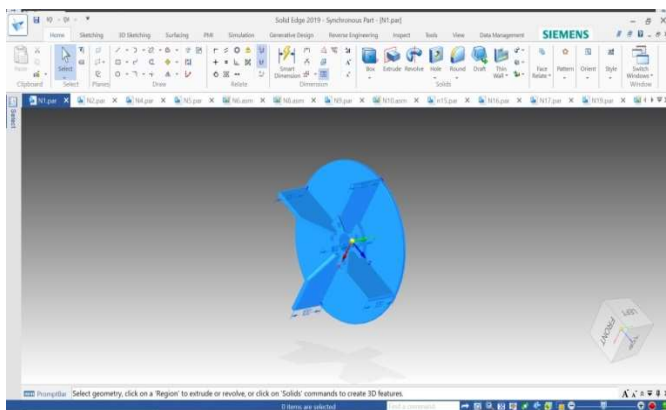 Solid Edge 2019 - Synchronous Part - [N1.par]
Home Sketching 3D Sketching Surfacing PMI Simulation Generative Design Reverse Engineering Inspect Tools View Data Management SIEMENS
Paste Select Smart Dimension Box Extrude Revolve Hole Round Draft Thin Wall Face Relate Pattern Orient Style Switch Windows
Clipboard Select Planes Draw Relate Dimension Solids Window
N1.par N2.par N4.par N5.par N6.asm N8.asm N9.par N10.asm n15.par N16.par N17.par N19.par
Select
LEFT
FRONT
PromptBar Select geometry, click on a 'Region' to extrude or revolve, or click on 'Solids' commands to create 3D features.
0 items are selected Find a command